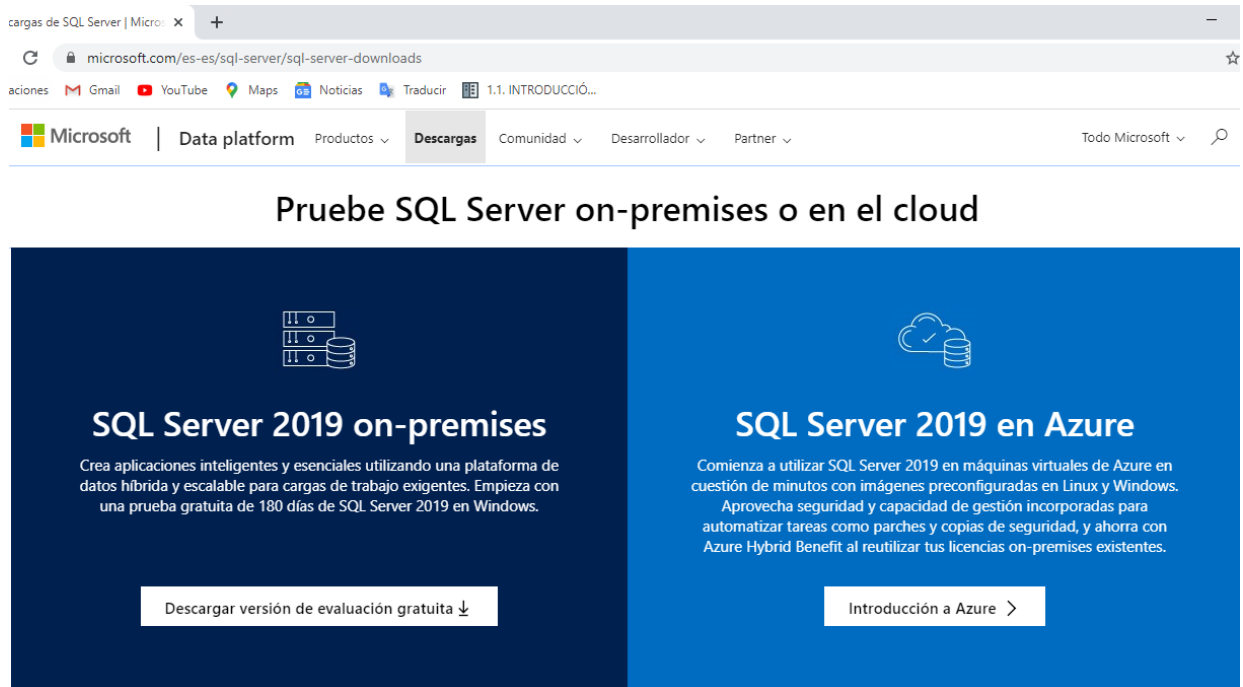 cargas de SQL Server | Micro
microsoft.com/es-es/sql-server/sql-server-downloads
aciones Gmail YouTube Maps Noticias Traducir 1.1. INTRODUCCIÓ...
Microsoft | Data platform Productos Descargas Comunidad Desarrollador Partner Todo Microsoft
Pruebe SQL Server on-premises o en el cloud
SQL Server 2019 on-premises
Crea aplicaciones inteligentes y esenciales utilizando una plataforma de
datos híbrida y escalable para cargas de trabajo exigentes. Empieza con
una prueba gratuita de 180 días de SQL Server 2019 en Windows.
Descargar versión de evaluación gratuita
SQL Server 2019 en Azure
Comienza a utilizar SQL Server 2019 en máquinas virtuales de Azure en
cuestión de minutos con imágenes preconfiguradas en Linux y Windows.
Aprovecha seguridad y capacidad de gestión incorporadas para
automatizar tareas como parches y copias de seguridad, y ahora con
Azure Hybrid Benefit al reutilizar tus licencias on-premises existentes.
Introducción a Azure